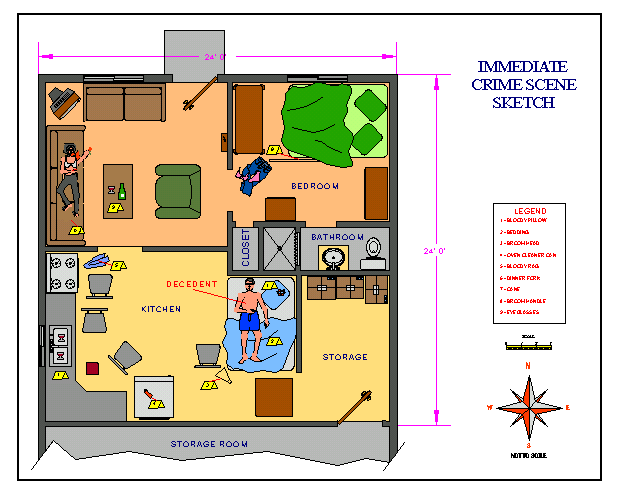 24' 0"
IMMEDIATE
CRIME SCENE
SKETCH
BEDROOM
CLOSET
BATHROOM
24' 0"
DECEDENT
KITCHEN
STORAGE
STORAGE ROOM
LEGEND
1 - BLOODY PILLOW
2 - BEDDING
3 - BROOM HEAD
4 - OVEN CLEANER CAN
5 - BLOODY RAG
6 - DINNER FORK
7 - CANE
8 - BROOM HANDLE
9 - EYEGLASSES
SCALE
N
W
E
S
NOT TO SCALE